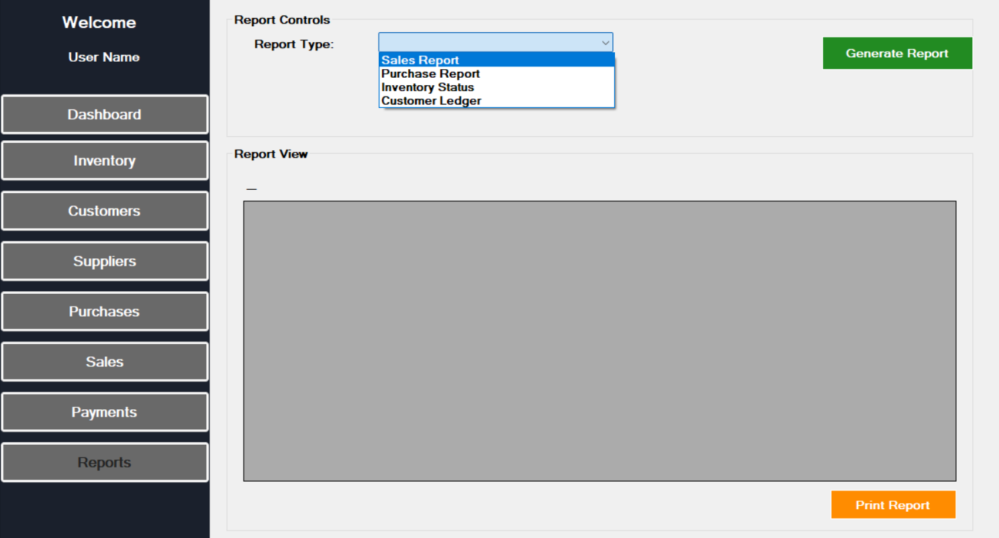 Welcome
User Name
Dashboard
Inventory
Customers
Suppliers
Purchases
Sales
Payments
Reports
Report Controls
Report Type:
Sales Report
Purchase Report
Inventory Status
Customer Ledger
Generate Report
Report View
—
Print Report